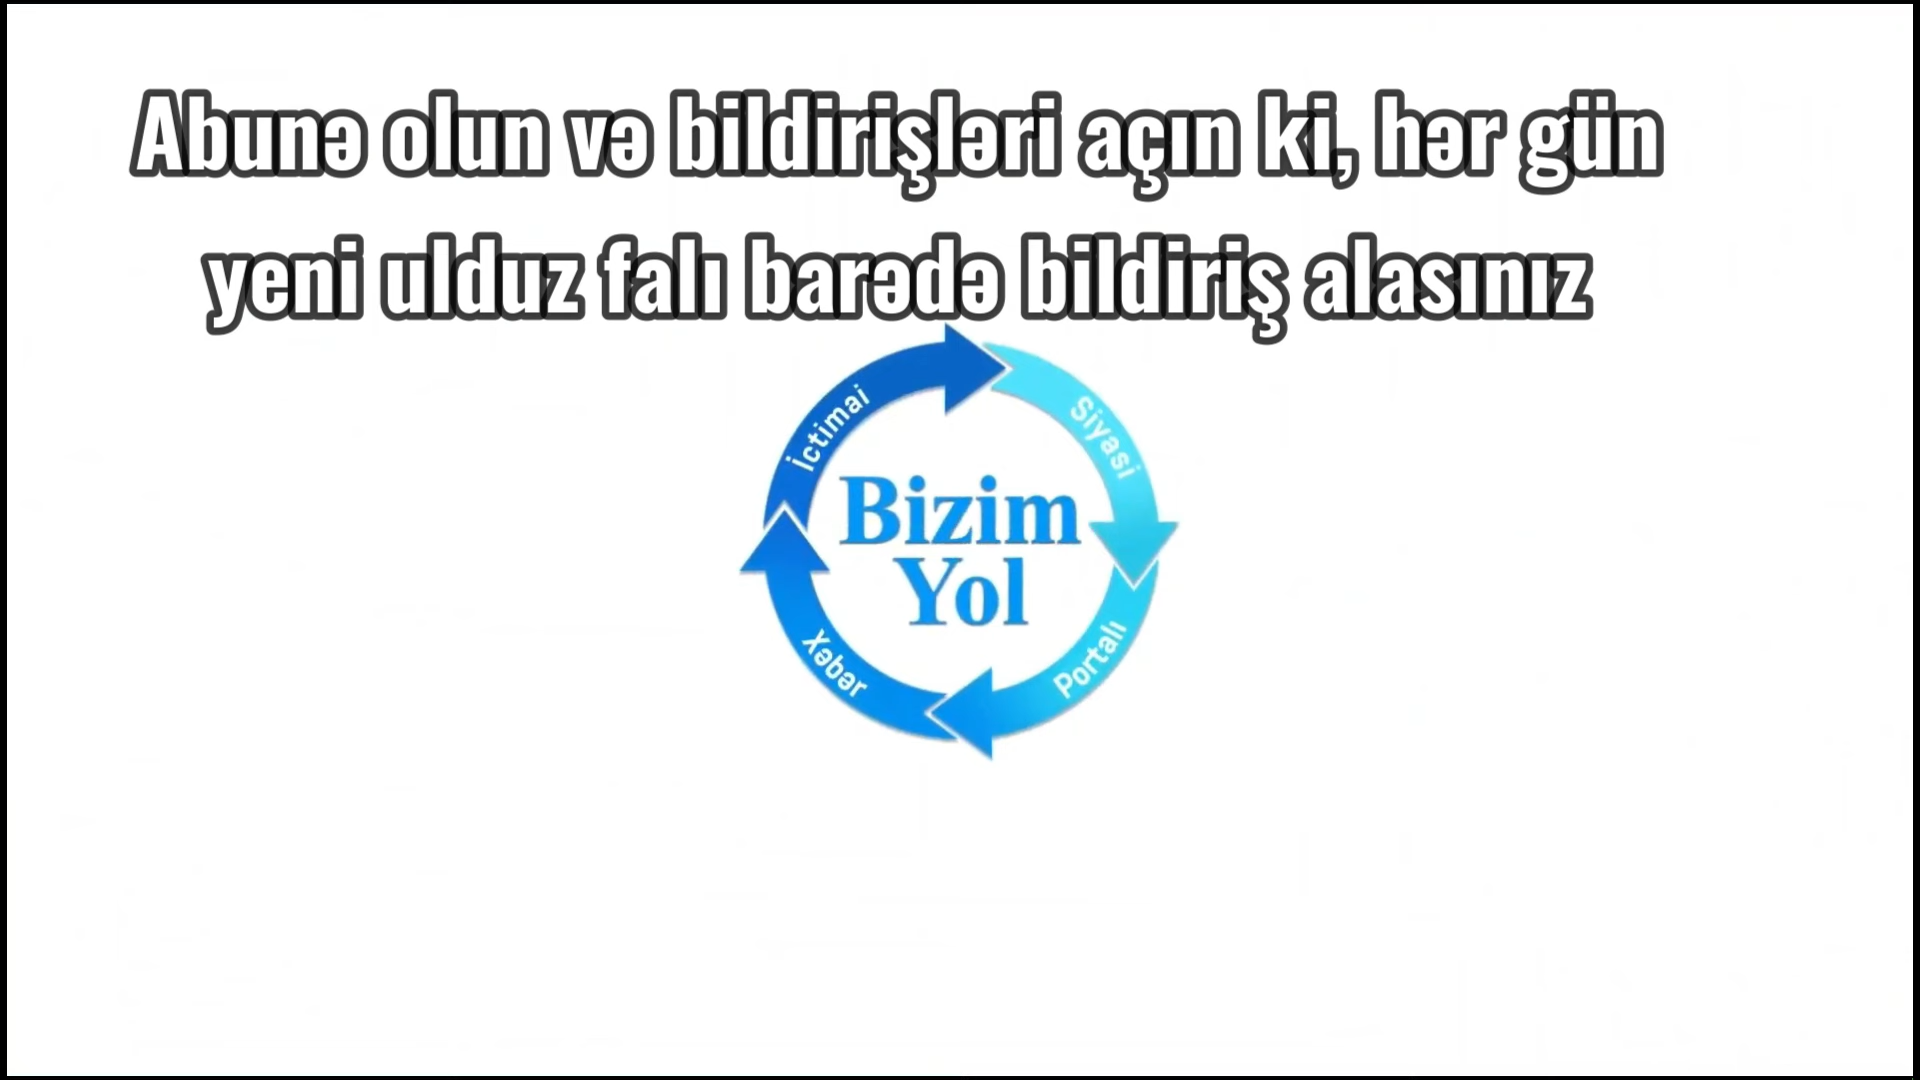 Abunə olun və bildirişləri açın ki, hər gün
yeni ulduz falı barədə bildiriş alasınız
İctimai
Siyasi
Bizim
Yol
Xəbər
Portalı